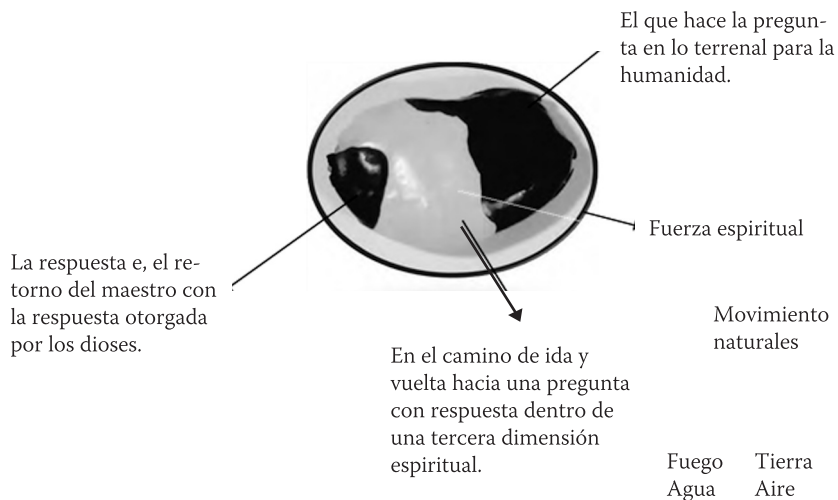 El que hace la pregun-
ta en lo terrenal para la
humanidad.
Fuerza espiritual
La respuesta e, el re-
torno del maestro con
la respuesta otorgada
por los dioses.
Movimiento
naturales
En el camino de ida y
vuelta hacia una pregunta
con respuesta dentro de
una tercera dimensión
espiritual.
Fuego Tierra
Agua Aire